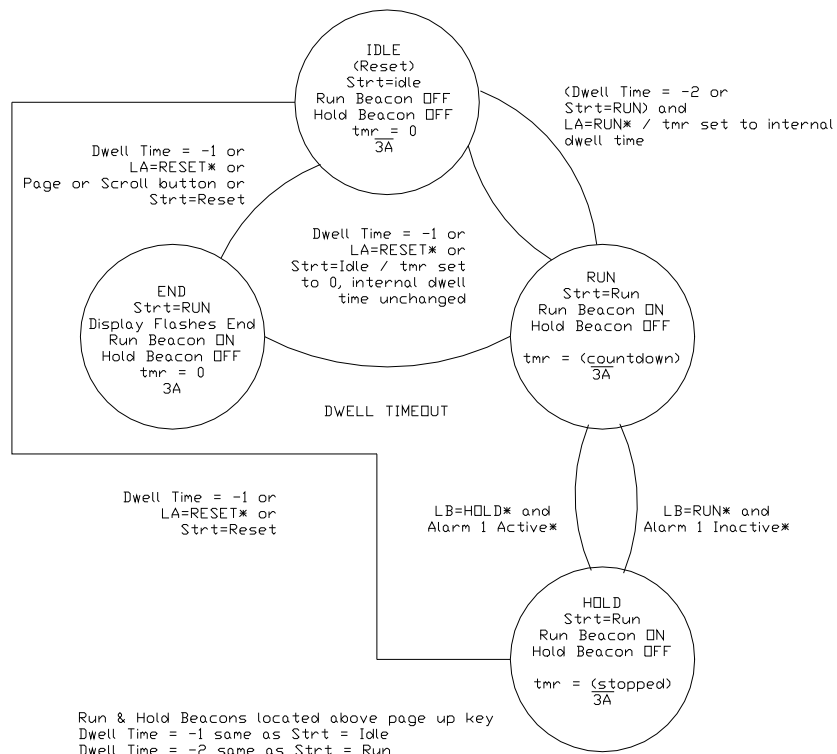 IDLE
(Reset)
Strt=idle
Run Beacon OFF
Hold Beacon OFF
tmr = 0
3A
(Dwell Time = -2 or
Strt=RUN) and
LA=RUN* / tmr set to internal
dwell time
Dwell Time = -1 or
LA=RESET* or
Page or Scroll button or
Strt=Reset
Dwell Time = -1 or
LA=RESET* or
Strt=Idle / tmr set
to 0, internal dwell
time unchanged
END
Strt=RUN
Display Flashes End
Run Beacon ON
Hold Beacon OFF
tmr = 0
3A
RUN
Strt=Run
Run Beacon ON
Hold Beacon OFF
tmr = (countdown)
3A
DWELL TIMEOUT
Dwell Time = -1 or
LA=RESET* or
Strt=Reset
LB=HOLD* and
Alarm 1 Active*
LB=RUN* and
Alarm 1 Inactive*
HOLD
Strt=Run
Run Beacon ON
Hold Beacon OFF
tmr = (stopped)
3A
Run & Hold Beacons located above page up key
Dwell Time = -1 same as Strt = Idle
Dwell Time = -2 same as Strt = Run